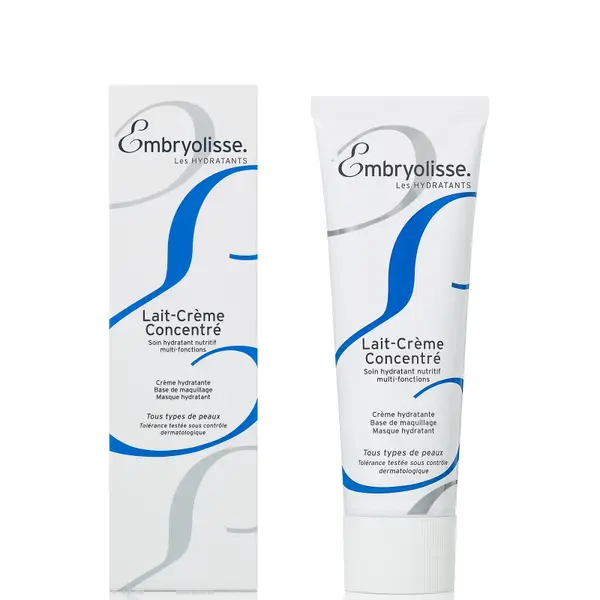 Embryolisse.
Les HYDRATANTS
Lait-Crème
Concentré
Soin hydratant nutritif
multi-fonctions
Crème hydratante
Base de maquillage
Masque hydratant
Tous types de peaux
Tolérance testée sous contrôle
dermatologique
Embryolisse.
Les HYDRATANTS
Lait-Crème
Concentré
Soin hydratant nutritif
multi-fonctions
Crème hydratante
Base de maquillage
Masque hydratant
Tous types de peaux
Tolérance testée sous contrôle
dermatologique